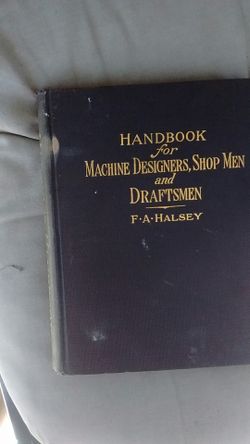 HANDBOOK
for
MACHINE DESIGNERS, SHOP MEN
and
DRAFTSMEN
F·A·HALSEY